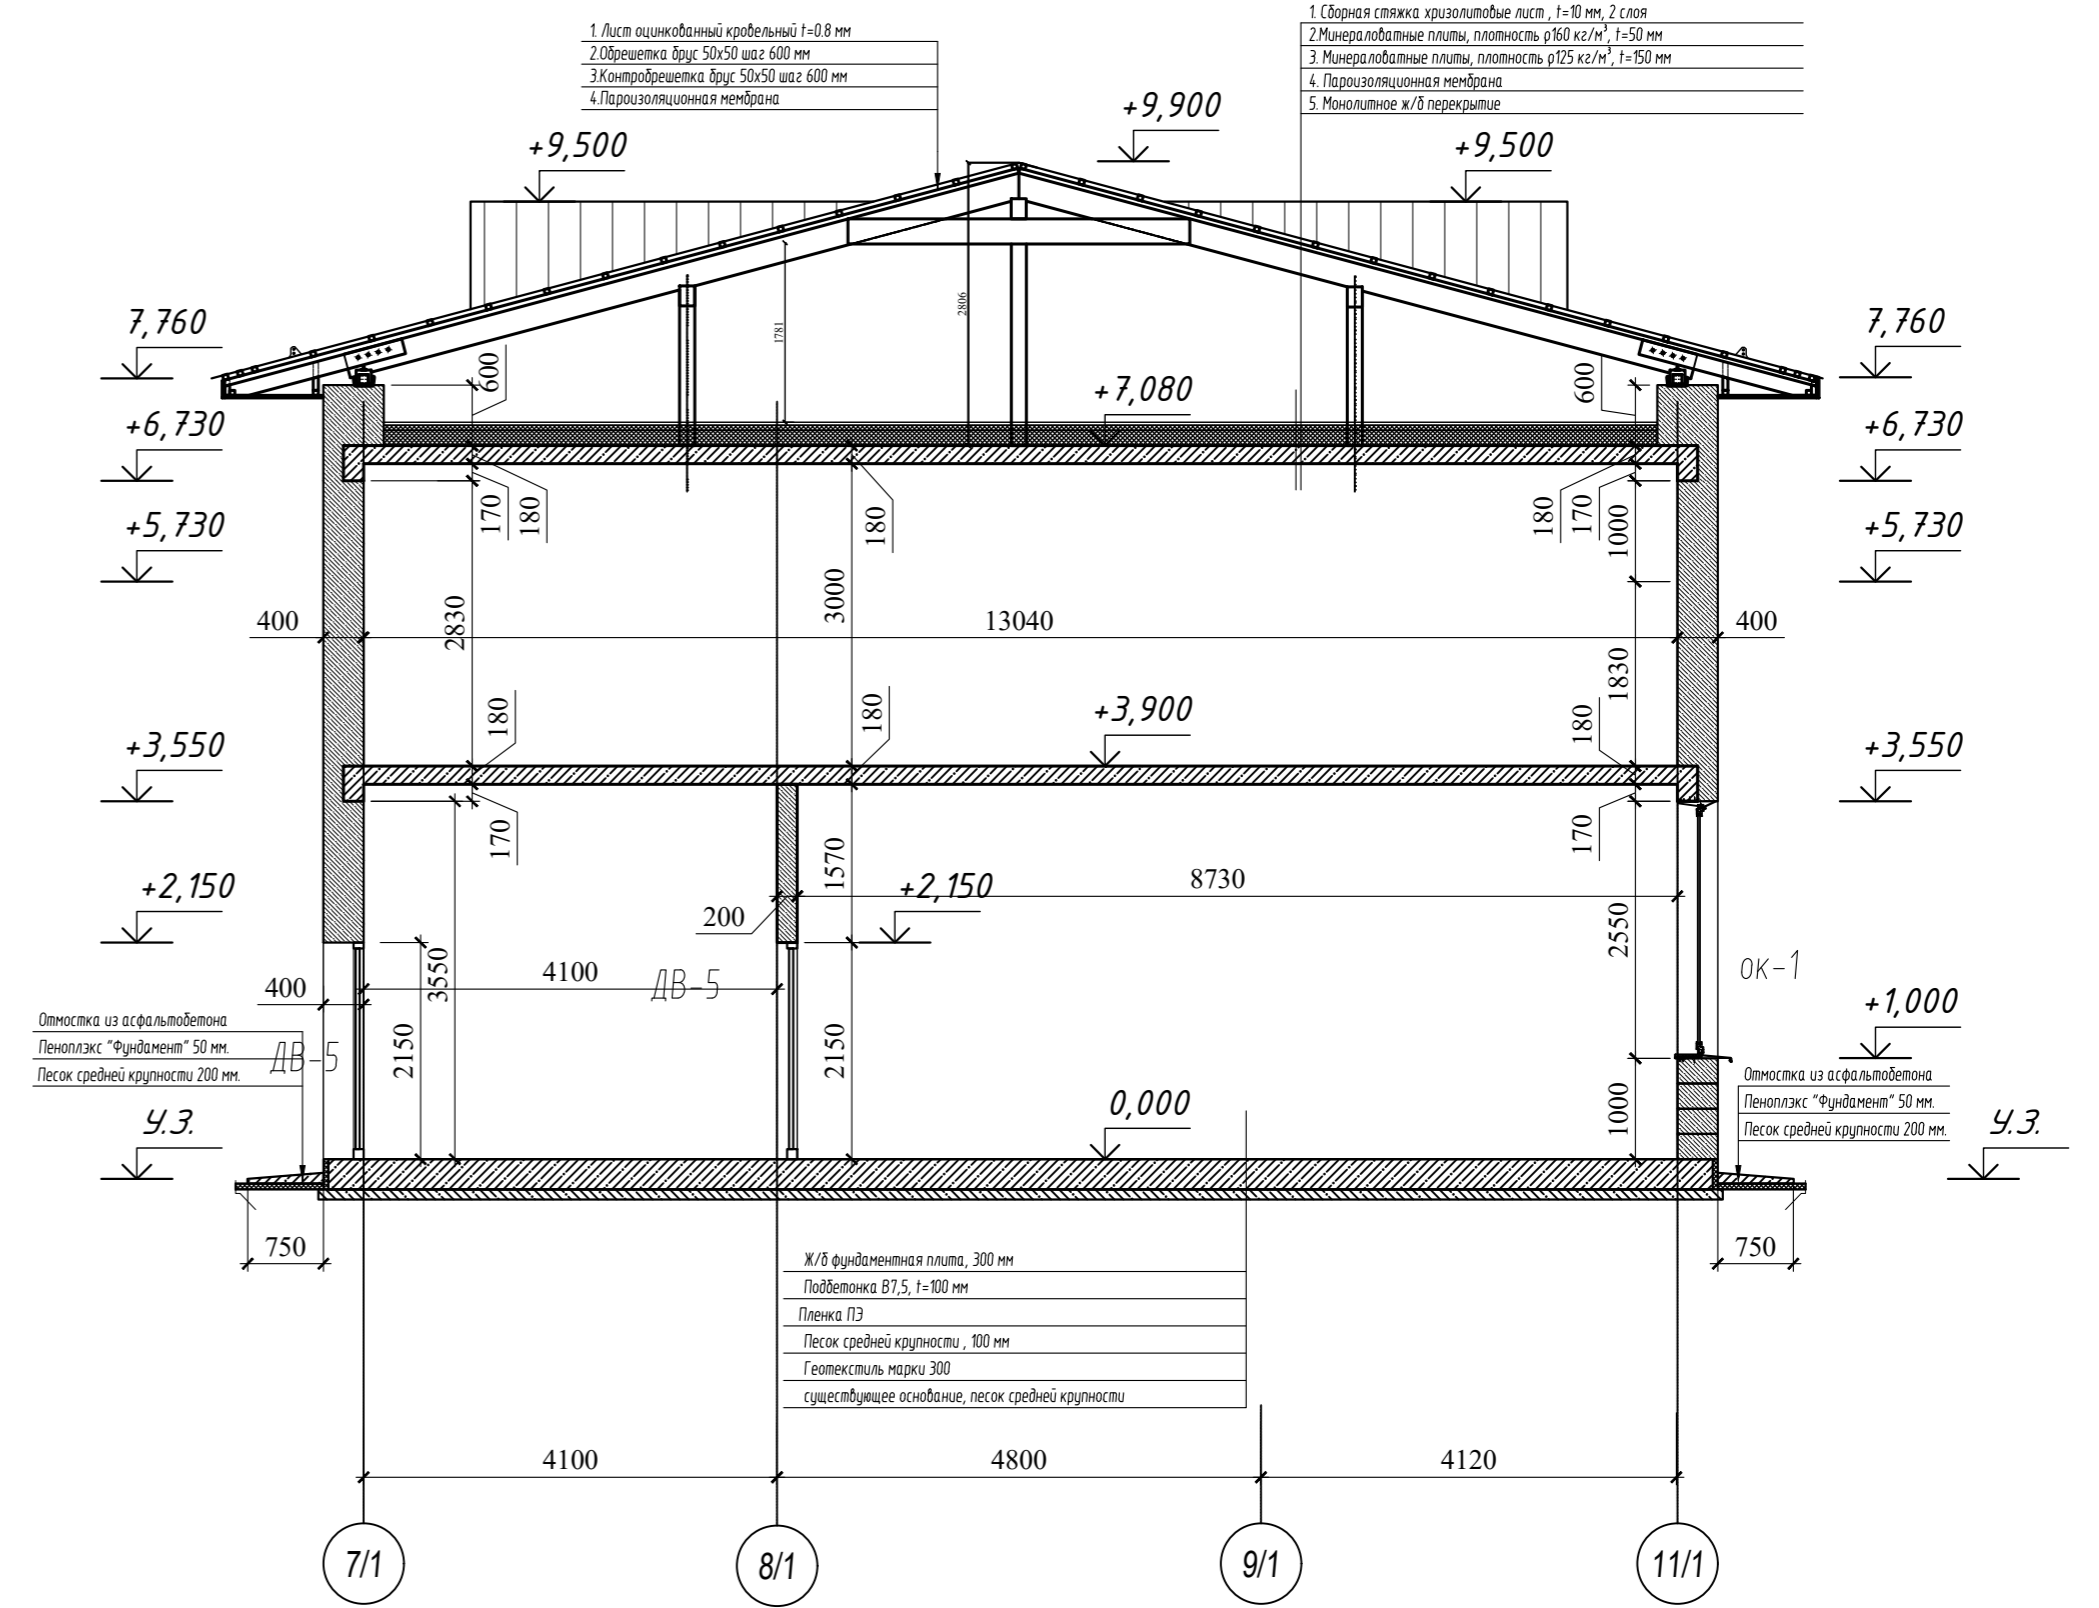 1. Лист оцинкованный кровельный t=0.8 мм
2.Обрешетка брус 50х50 шаг 600 мм
3.Контробрешетка брус 50х50 шаг 600 мм
4.Пароизоляционная мембрана
1. Сборная стяжка хризолитовые лист , t=10 мм, 2 слоя
2.Минераловатные плиты, плотность ρ160 кг/м³, t=50 мм
3. Минераловатные плиты, плотность ρ125 кг/м³, t=150 мм
4. Пароизоляционная мембрана
5. Монолитное ж/б перекрытие
+9,900
+9,500
+9,500
2806
1781
7,760
7,760
600
600
+7,080
+6,730
+6,730
170
180
180
180
170
1000
+5,730
+5,730
2830
3000
400
13040
400
1830
180
180
180
+3,900
+3,550
+3,550
170
170
1570
+2,150
+2,150
8730
200
2550
3550
4100
ДВ-5
ок-1
400
+1,000
Отмостка из асфальтобетона
Пеноплэкс "Фундамент" 50 мм.
Песок средней крупности 200 мм.
ДВ-5
2150
2150
1000
0,000
Отмостка из асфальтобетона
Пеноплэкс "Фундамент" 50 мм.
Песок средней крупности 200 мм.
У.З.
У.З.
750
750
Ж/б фундаментная плита, 300 мм
Подбетонка В7,5, t=100 мм
Пленка ПЭ
Песок средней крупности , 100 мм
Геотекстиль марки 300
существующее основание, песок средней крупности
4100
4800
4120
7/1
8/1
9/1
11/1